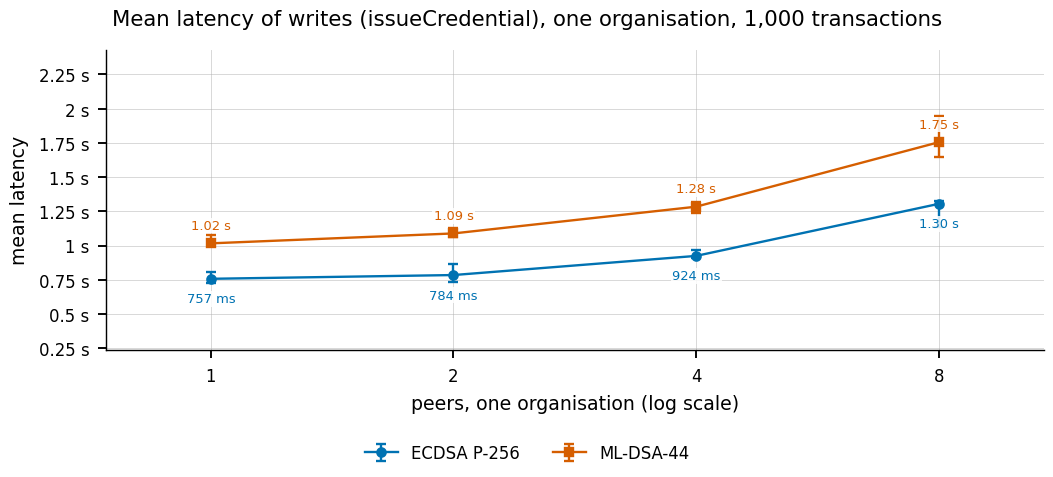 Mean latency of writes (issueCredential), one organisation, 1,000 transactions
mean latency
2.25 s
2 s
1.75 s
1.5 s
1.25 s
1 s
0.75 s
0.5 s
0.25 s
1.02 s
1.09 s
1.28 s
1.75 s
757 ms
784 ms
924 ms
1.30 s
1
2
4
8
peers, one organisation (log scale)
ECDSA P-256
ML-DSA-44